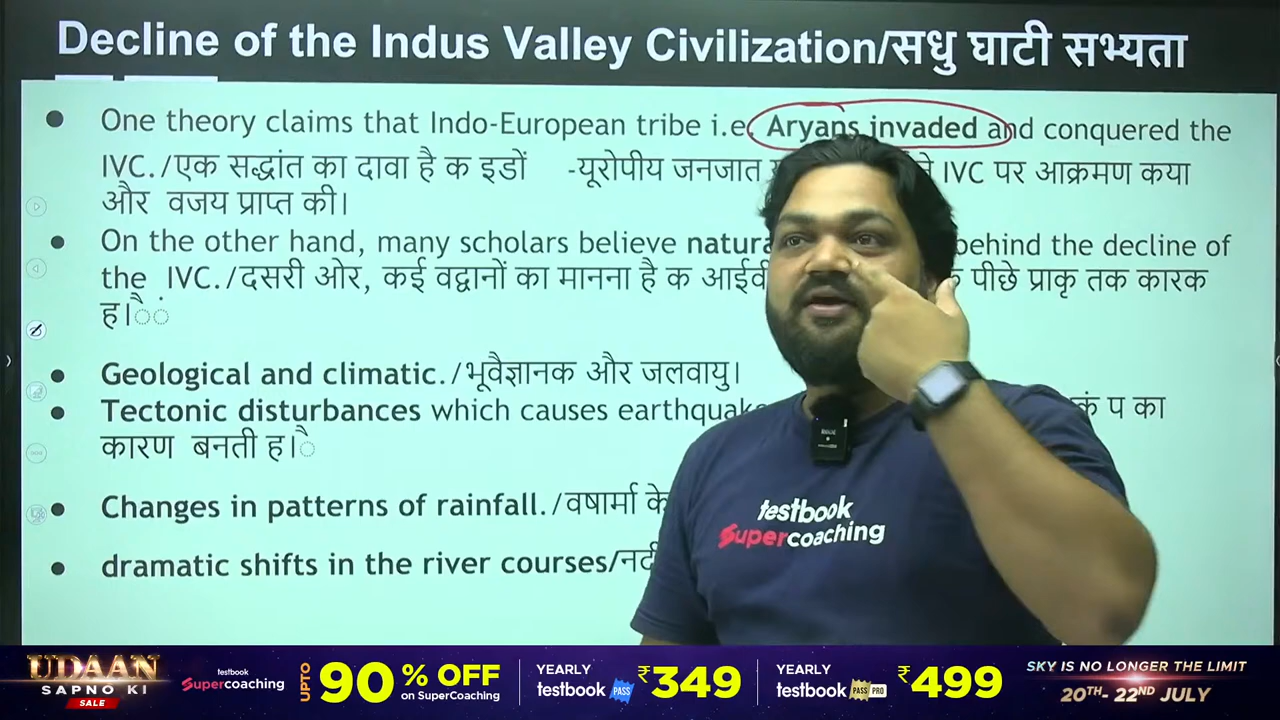 Decline of the Indus Valley Civilization/सधु घाटी सभ्यता
One theory claims that Indo-European tribe i.e. Aryans invaded and conquered the
IVC./एक सद्धांत का दावा है क इडों -यूरोपीय जनजात ने IVC पर आक्रमण कया
और वजय प्राप्त की।
On the other hand, many scholars believe behind the decline of
the IVC./दसरी ओर, कई वद्वानों का मानना है क के पीछे प्राकृ तक कारक
ह।ैं
Geological and climatic./भूवैज्ञानक और जलवायु।
Tectonic disturbances which causes कं प का
कारण बनती ह।ै
Changes in patterns of rainfall./वषार्मा के
dramatic shifts in the river courses/
testbook
Supercoaching
UDAAN
SAPNO KI
SALE
testbook
Supercoaching
UPTO 90 % OFF
on SuperCoaching
YEARLY
testbook PASS ₹349
YEARLY
testbook PASS PRO ₹499
SKY IS NO LONGER THE LIMIT
20TH- 22ND JULY